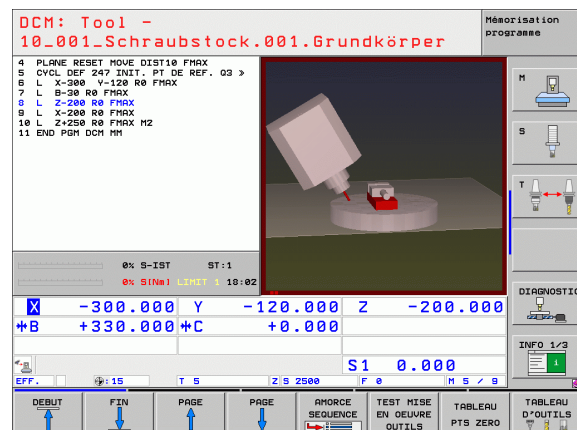 DCM: Tool -
10_001_Schraubstock.001.Grundkörper
Mémorisation
programme
4 PLANE RESET MOVE DIST10 FMAX
5 CYCL DEF 247 INIT. PT DE REF. Q3 »
6 L X-300 Y-120 R0 FMAX
7 L B-30 R0 FMAX
8 L Z-200 R0 FMAX
9 L X-200 R0 FMAX
10 L Z+250 R0 FMAX M2
11 END PGM DCM MM
0% S-IST ST:1
0% S[Nm] LIMIT 1 18:02
X -300.000 Y -120.000 Z -200.000
B +330.000 C +0.000
S1 0.000
EFF. :15 T 5 Z S 2500 F 0 M 5 / 9
M
S
T
DIAGNOSTIC
INFO 1/3
i
DEBUT
FIN
PAGE
PAGE
AMORCE
SEQUENCE
TEST MISE
EN OEUVRE
OUTILS
TABLEAU
PTS ZERO
TABLEAU
D'OUTILS